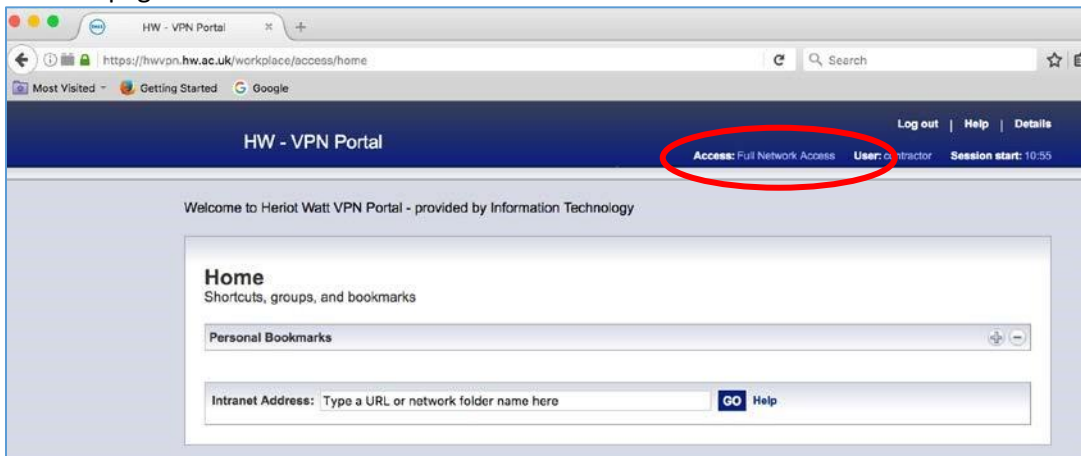 HW - VPN Portal
https://hwvpn.hw.ac.uk/workplace/access/home
Search
Most Visited
Getting Started
Google
Log out | Help | Details
HW - VPN Portal
Access: Full Network Access User: contractor Session start: 10:55
Welcome to Heriot Watt VPN Portal - provided by Information Technology
Home
Shortcuts, groups, and bookmarks
Personal Bookmarks
Intranet Address: Type a URL or network folder name here GO Help